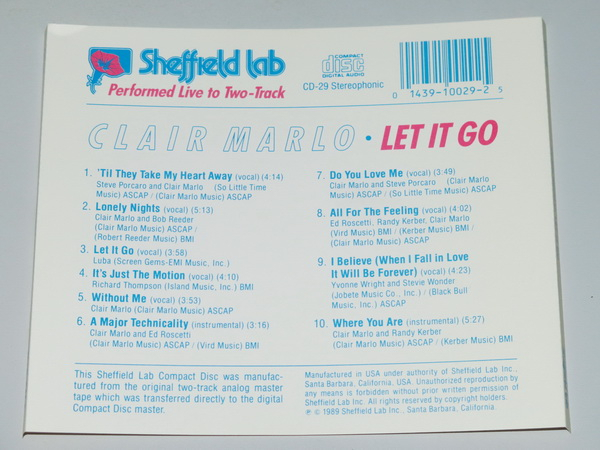 Sheffield Lab
Performed Live to Two-Track
COMPACT
disc
DIGITAL AUDIO
CD-29 Stereophonic
0 1439-10029-2 5
CLAIR MARLO · LET IT GO
1. 'Til They Take My Heart Away (vocal) (4:14)
Steve Porcaro and Clair Marlo (So Little Time
Music) ASCAP / (Clair Marlo Music) ASCAP
2. Lonely Nights (vocal) (5:13)
Clair Marlo and Bob Reeder
(Clair Marlo Music) ASCAP /
(Robert Reeder Music) BMI
3. Let It Go (vocal) (3:58)
Luba (Screen Gems-EMI Music, Inc.)
4. It's Just The Motion (vocal) (4:10)
Richard Thompson (Island Music, Inc.) BMI
5. Without Me (vocal) (3:53)
Clair Marlo (Clair Marlo Music) ASCAP
6. A Major Technicality (instrumental) (3:16)
Clair Marlo and Ed Roscetti
(Clair Marlo Music) ASCAP / (Vird Music) BMI
7. Do You Love Me (vocal) (3:49)
Clair Marlo and Steve Porcaro (Clair Marlo
Music) ASCAP / (So Little Time Music) ASCAP
8. All For The Feeling (vocal) (4:02)
Ed Roscetti, Randy Kerber, Clair Marlo
(Vird Music) BMI / (Kerber Music) BMI /
(Clair Marlo Music) ASCAP
9. I Believe (When I Fall in Love
It Will Be Forever) (vocal) (4:23)
Yvonne Wright and Stevie Wonder
(Jobete Music Co., Inc.) / (Black Bull
Music, Inc.) ASCAP
10. Where You Are (instrumental) (5:27)
Clair Marlo and Randy Kerber
(Clair Marlo Music) ASCAP / (Kerber Music) BMI
This Sheffield Lab Compact Disc was manufac-
tured from the original two-track analog master
tape which was transferred directly to the digital
Compact Disc master.
Manufactured in USA under authority of Sheffield Lab Inc.,
Santa Barbara, California, USA. Unauthorized reproduction by
any means is forbidden without prior written permission of
Sheffield Lab Inc. All rights reserved by copyright holders.
℗ © 1989 Sheffield Lab Inc., Santa Barbara, California